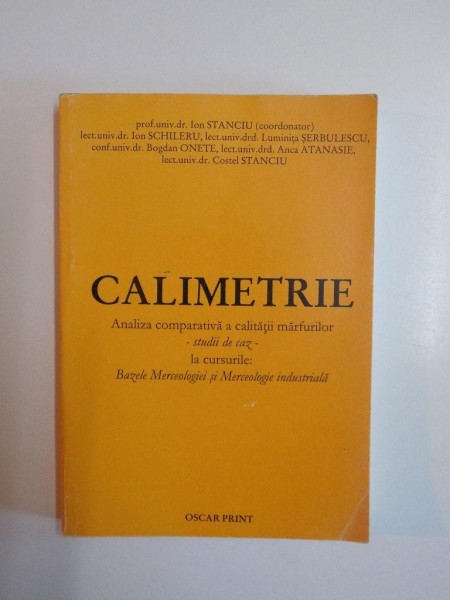 prof.univ.dr. Ion STANCIU (coordonator)
lect.univ.dr. Ion SCHILERU, lect.univ.drd. Luminița ȘERBULESCU,
conf.univ.dr. Bogdan ONETE, lect.univ.drd. Anca ATANASIE,
lect.univ.dr. Costel STANCIU
CALIMETRIE
Analiza comparativă a calității mărfurilor
- studii de caz -
la cursurile:
Bazele Merceologiei și Merceologie industrială
OSCAR PRINT